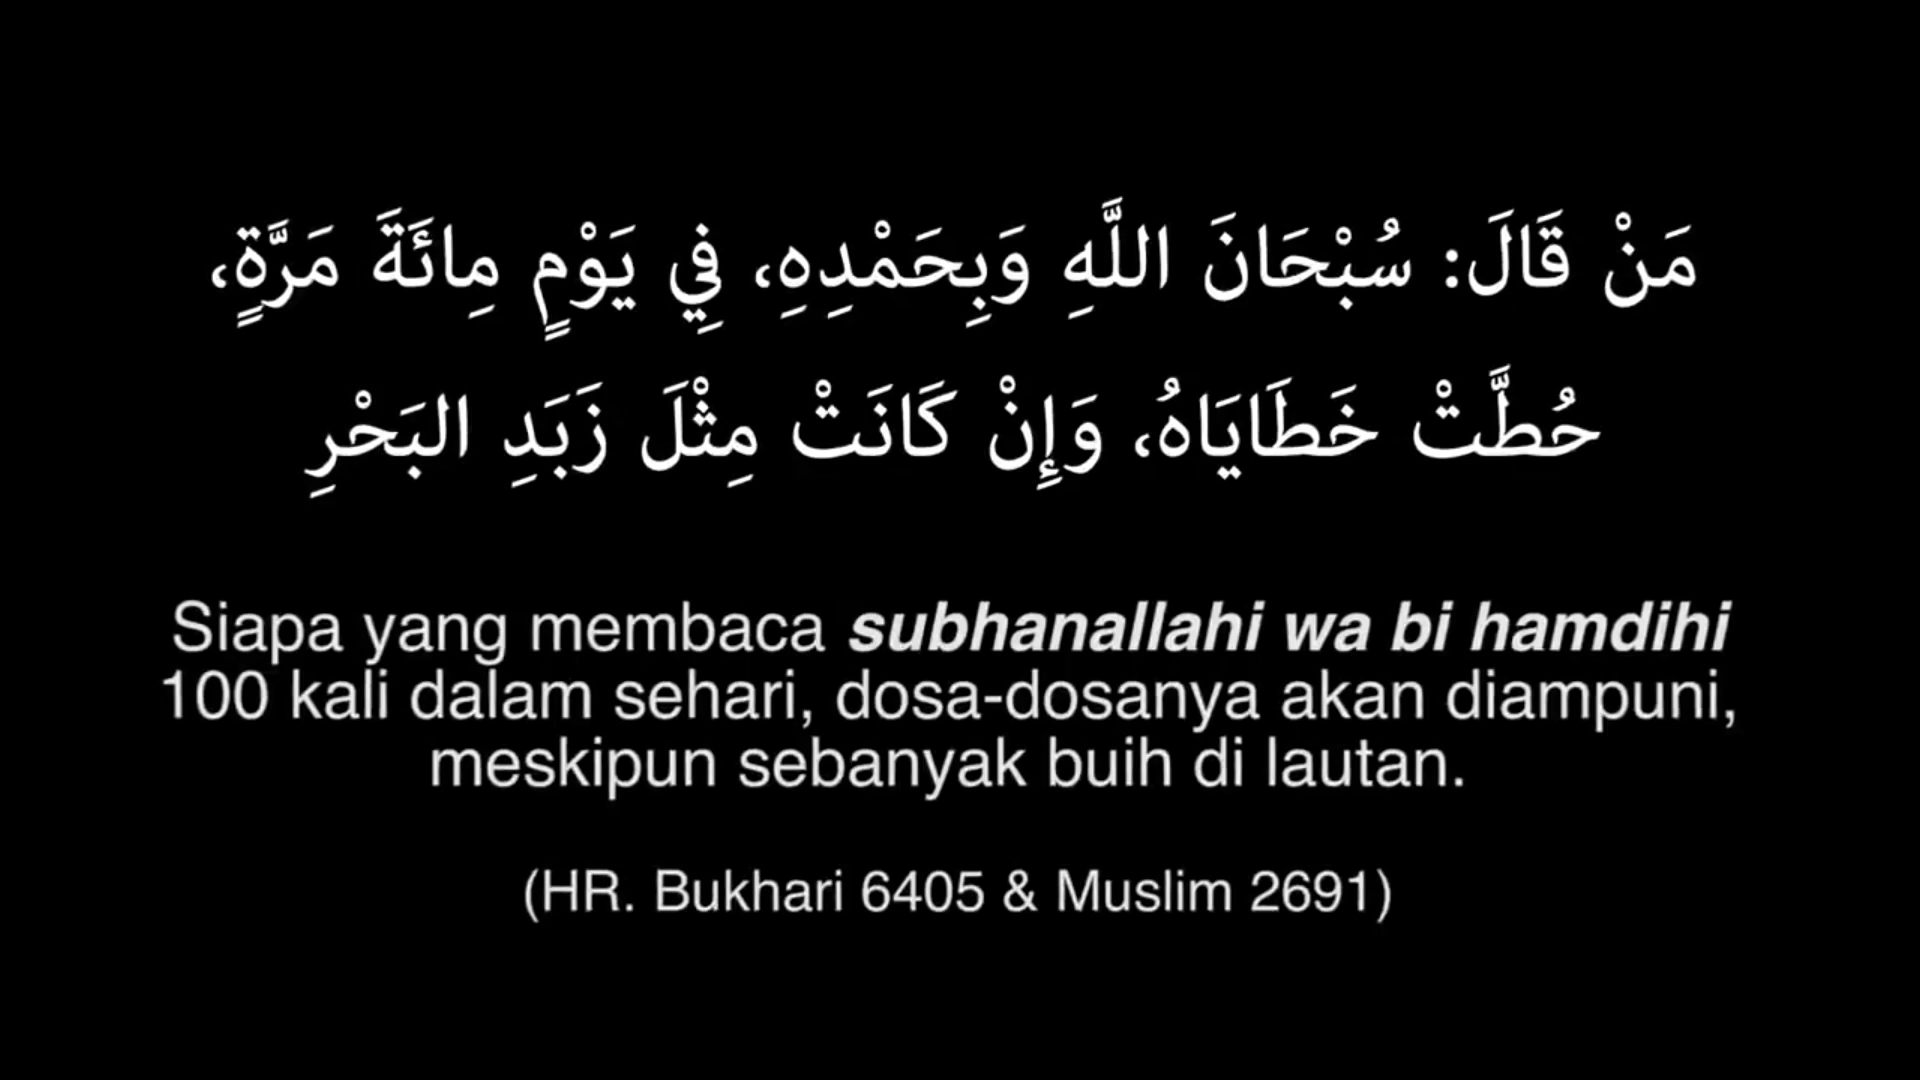 مَنْ قَالَ: سُبْحَانَ اللَّهِ وَبِحَمْدِهِ، فِي يَوْمٍ مِائَةَ مَرَّةٍ،
حُطَّتْ خَطَايَاهُ، وَإِنْ كَانَتْ مِثْلَ زَبَدِ البَحْرِ
Siapa yang membaca subhanallahi wa bi hamdihi
100 kali dalam sehari, dosa-dosanya akan diampuni,
meskipun sebanyak buih di lautan.
(HR. Bukhari 6405 & Muslim 2691)